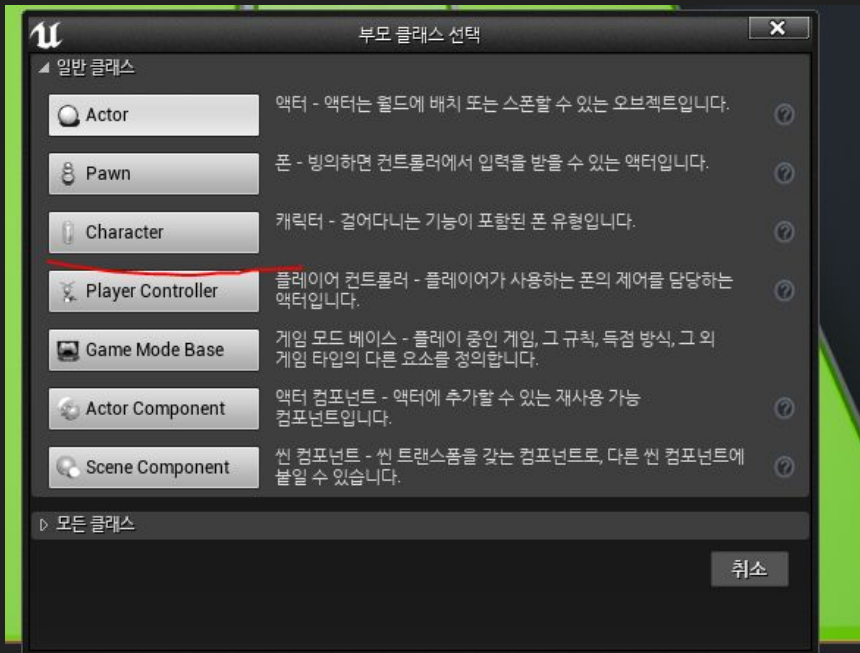 부모 클래스 선택
일반 클래스
Actor
액터 - 액터는 월드에 배치 또는 스폰할 수 있는 오브젝트입니다.
Pawn
폰 - 빙의하면 컨트롤러에서 입력을 받을 수 있는 액터입니다.
Character
캐릭터 - 걸어다니는 기능이 포함된 폰 유형입니다.
Player Controller
플레이어 컨트롤러 - 플레이어가 사용하는 폰의 제어를 담당하는
액터입니다.
Game Mode Base
게임 모드 베이스 - 플레이 중인 게임, 그 규칙, 득점 방식, 그 외
게임 타입의 다른 요소를 정의합니다.
Actor Component
액터 컴포넌트 - 액터에 추가할 수 있는 재사용 가능
컴포넌트입니다.
Scene Component
씬 컴포넌트 - 씬 트랜스폼을 갖는 컴포넌트로, 다른 씬 컴포넌트에
붙일 수 있습니다.
모든 클래스
취소